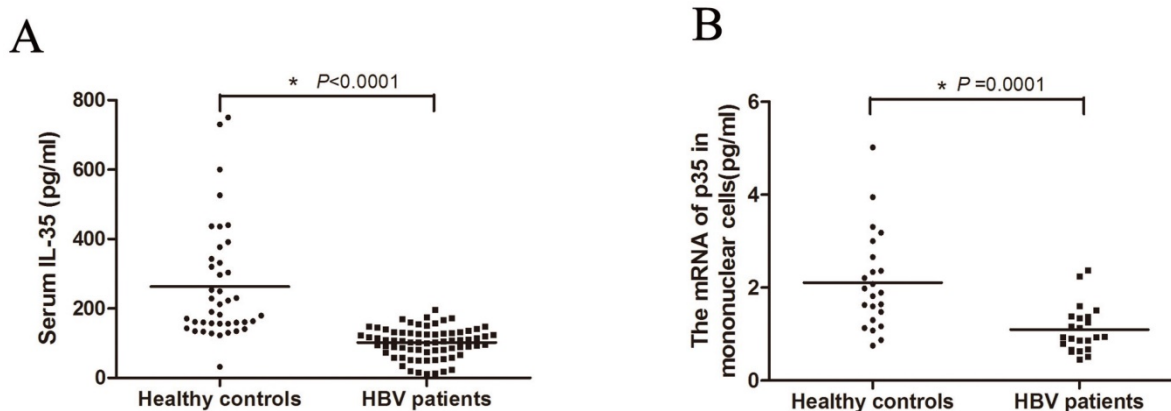 A
* P<0.0001
Serum IL-35 (pg/ml)
800
600
400
200
0
Healthy controls
HBV patients
B
* P =0.0001
The mRNA of p35 in
mononuclear cells(pg/ml)
6
4
2
0
Healthy controls
HBV patients